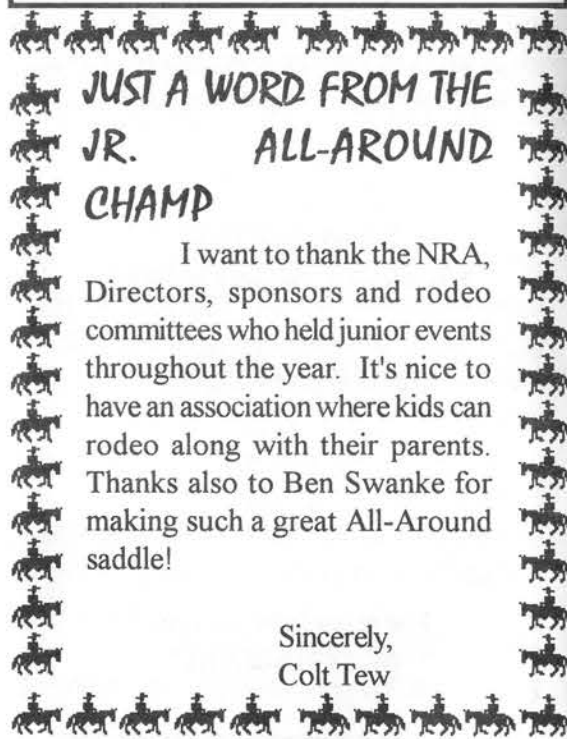 JUST A WORD FROM THE
JR. ALL-AROUND
CHAMP
I want to thank the NRA,
Directors, sponsors and rodeo
committees who held junior events
throughout the year. It's nice to
have an association where kids can
rodeo along with their parents.
Thanks also to Ben Swanke for
making such a great All-Around
saddle!
Sincerely,
Colt Tew